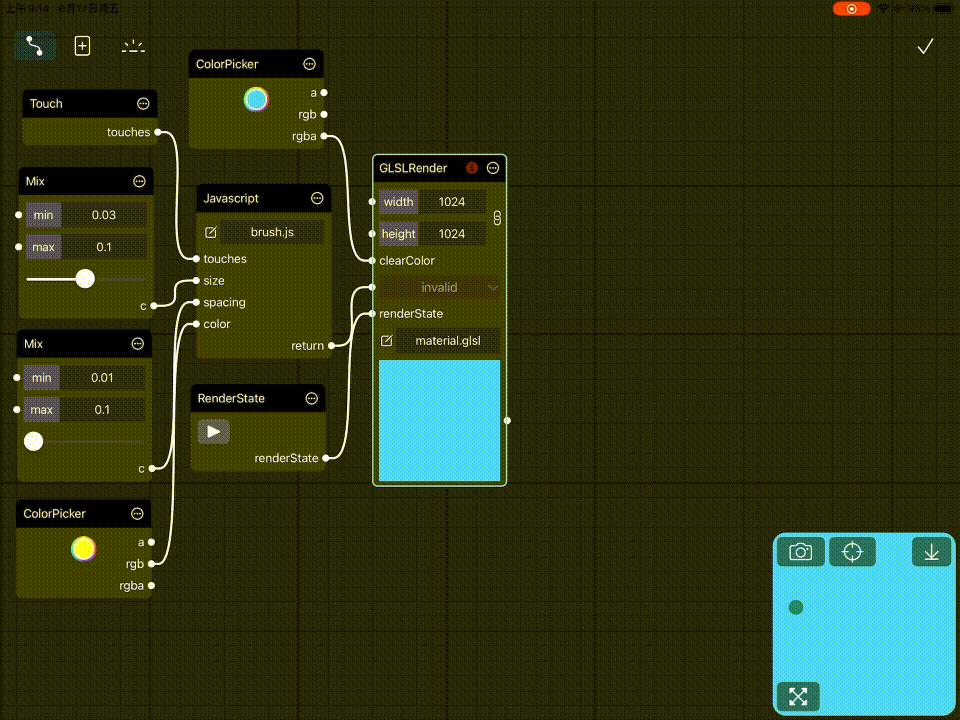 上午9:14 6月17日周五
96%
ColorPicker
a
rgb
rgba
Touch
touches
Mix
min 0.03
max 0.1
c
Javascript
brush.js
touches
size
spacing
color
return
GLSLRender
width 1024
height 1024
clearColor
invalid
renderState
material.glsl
Mix
min 0.01
max 0.1
c
RenderState
renderState
ColorPicker
a
rgb
rgba